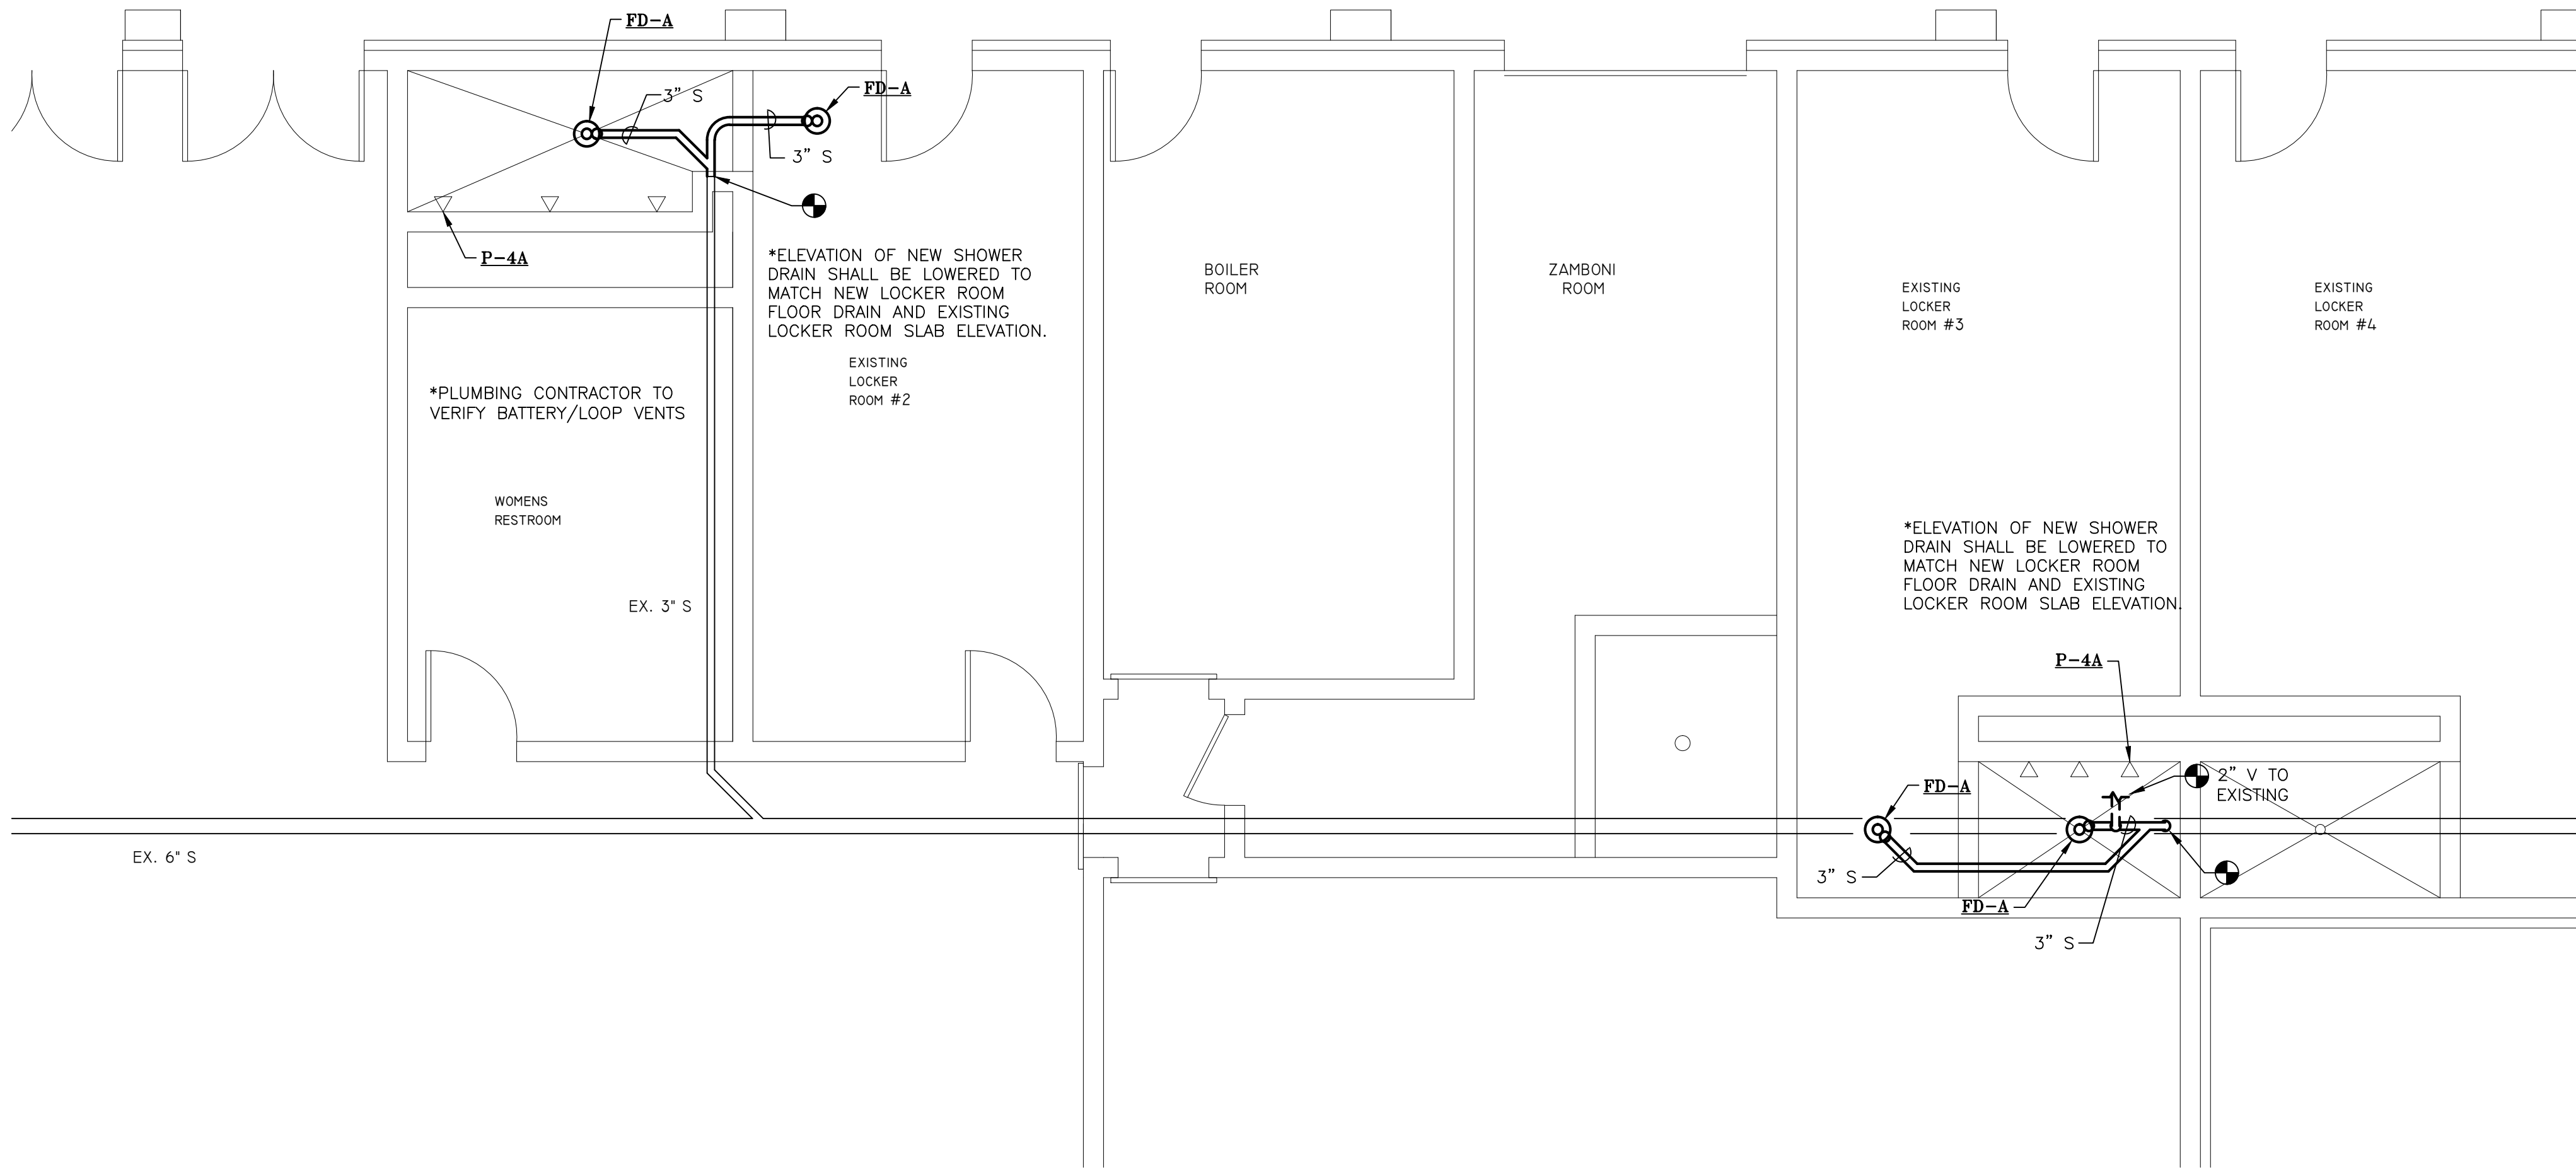 FD-A
3" S
FD-A
3" S
P-4A
*ELEVATION OF NEW SHOWER
DRAIN SHALL BE LOWERED TO
MATCH NEW LOCKER ROOM
FLOOR DRAIN AND EXISTING
LOCKER ROOM SLAB ELEVATION.
EXISTING
LOCKER
ROOM #2
*PLUMBING CONTRACTOR TO
VERIFY BATTERY/LOOP VENTS
WOMENS
RESTROOM
EX. 3" S
EX. 6" S
BOILER
ROOM
ZAMBONI
ROOM
EXISTING
LOCKER
ROOM #3
EXISTING
LOCKER
ROOM #4
*ELEVATION OF NEW SHOWER
DRAIN SHALL BE LOWERED TO
MATCH NEW LOCKER ROOM
FLOOR DRAIN AND EXISTING
LOCKER ROOM SLAB ELEVATION.
P-4A
2" V TO
EXISTING
FD-A
3" S
FD-A
3" S